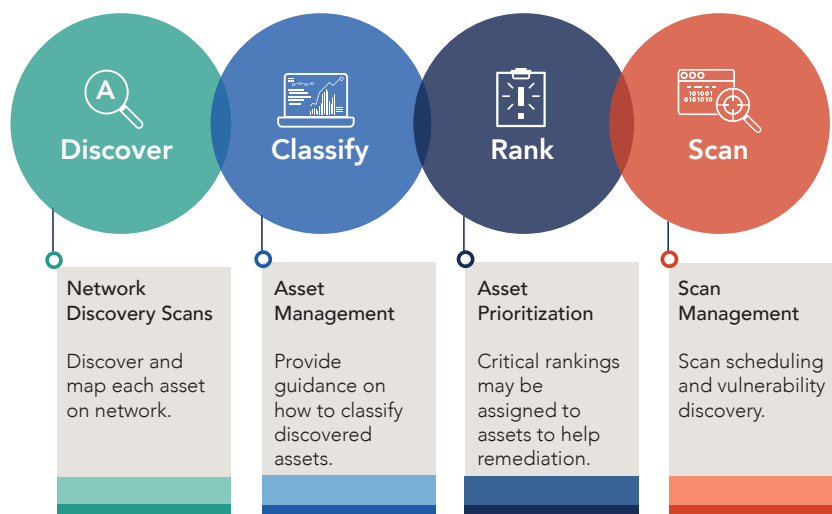 A
Discover
Classify
Rank
101001
0101010
Scan
Network
Discovery Scans
Discover and
map each asset
on network.
Asset
Management
Provide
guidance on
how to classify
discovered
assets.
Asset
Prioritization
Critical rankings
may be
assigned to
assets to help
remediation.
Scan
Management
Scan scheduling
and vulnerability
discovery.